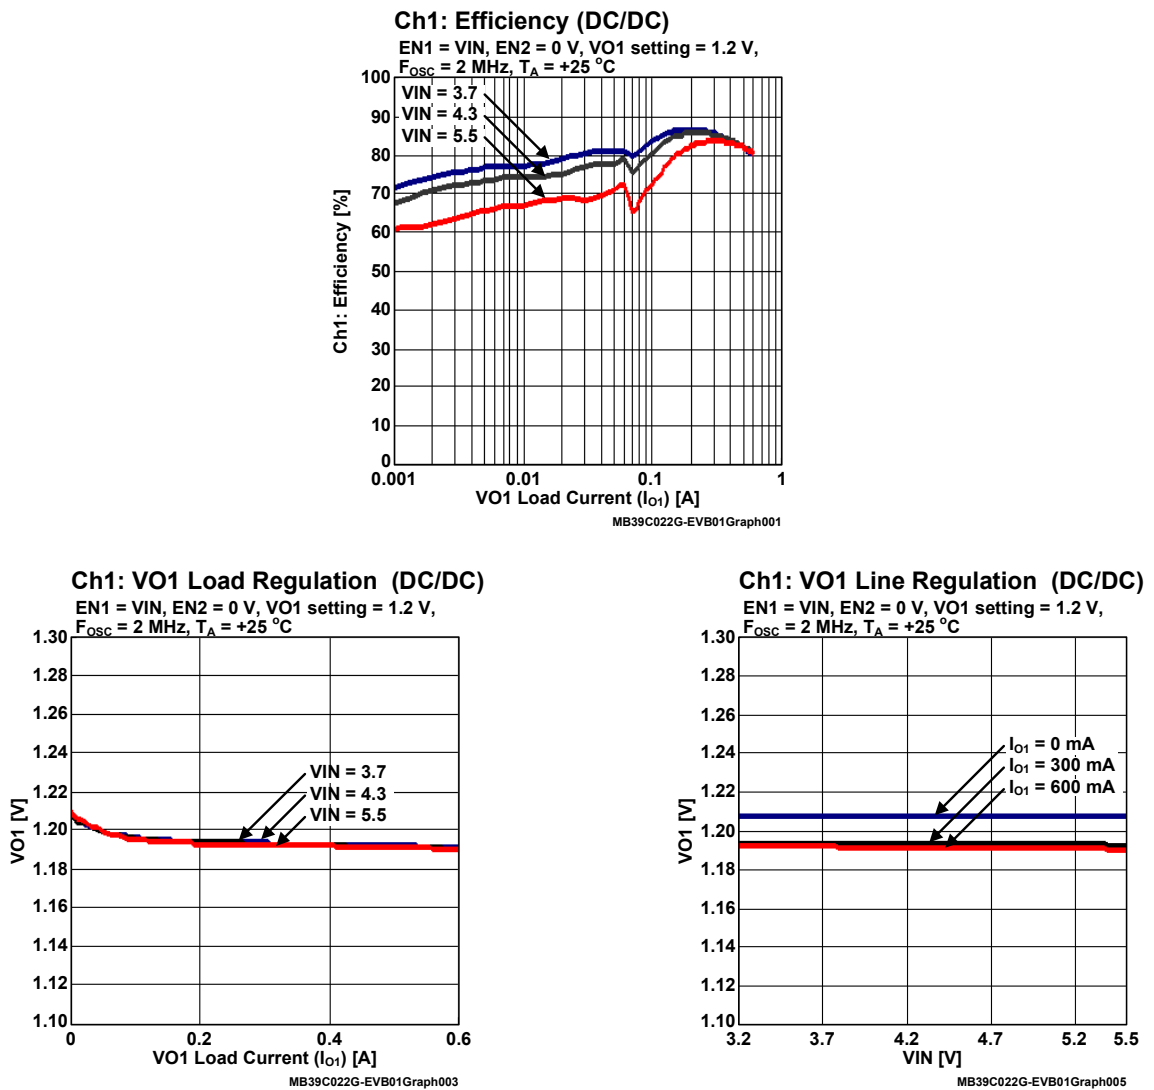 Ch1: Efficiency (DC/DC)
EN1 = VIN, EN2 = 0 V, VO1 setting = 1.2 V,
FOSC = 2 MHz, TA = +25 °C
100
VIN = 3.7
VIN = 4.3
VIN = 5.5
90
80
70
60
50
40
30
20
10
0
Ch1: Efficiency [%]
0.001 0.01 0.1 1
VO1 Load Current (IO1) [A]
MB39C022G-EVB01Graph001
Ch1: VO1 Load Regulation (DC/DC)
EN1 = VIN, EN2 = 0 V, VO1 setting = 1.2 V,
FOSC = 2 MHz, TA = +25 °C
1.30
1.28
1.26
1.24
1.22
1.20
1.18
1.16
1.14
1.12
1.10
VO1 [V]
VIN = 3.7
VIN = 4.3
VIN = 5.5
0 0.2 0.4 0.6
VO1 Load Current (IO1) [A]
MB39C022G-EVB01Graph003
Ch1: VO1 Line Regulation (DC/DC)
EN1 = VIN, EN2 = 0 V, VO1 setting = 1.2 V,
FOSC = 2 MHz, TA = +25 °C
1.30
1.28
1.26
1.24
1.22
1.20
1.18
1.16
1.14
1.12
1.10
VO1 [V]
IO1 = 0 mA
IO1 = 300 mA
IO1 = 600 mA
3.2 3.7 4.2 4.7 5.2 5.5
VIN [V]
MB39C022G-EVB01Graph005